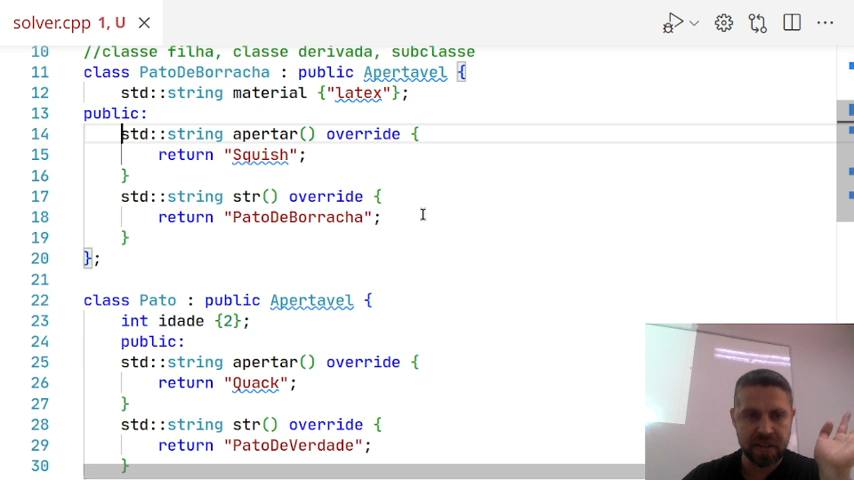 solver.cpp 1, U
10 //classe filha, classe derivada, subclasse
11 class PatoDeBorracha : public Apertavel {
12     std::string material {"latex"};
13 public:
14     std::string apertar() override {
15         return "Squish";
16     }
17     std::string str() override {
18         return "PatoDeBorracha";
19     }
20 };
21
22 class Pato : public Apertavel {
23     int idade {2};
24     public:
25     std::string apertar() override {
26         return "Quack";
27     }
28     std::string str() override {
29         return "PatoDeVerdade";
30     }